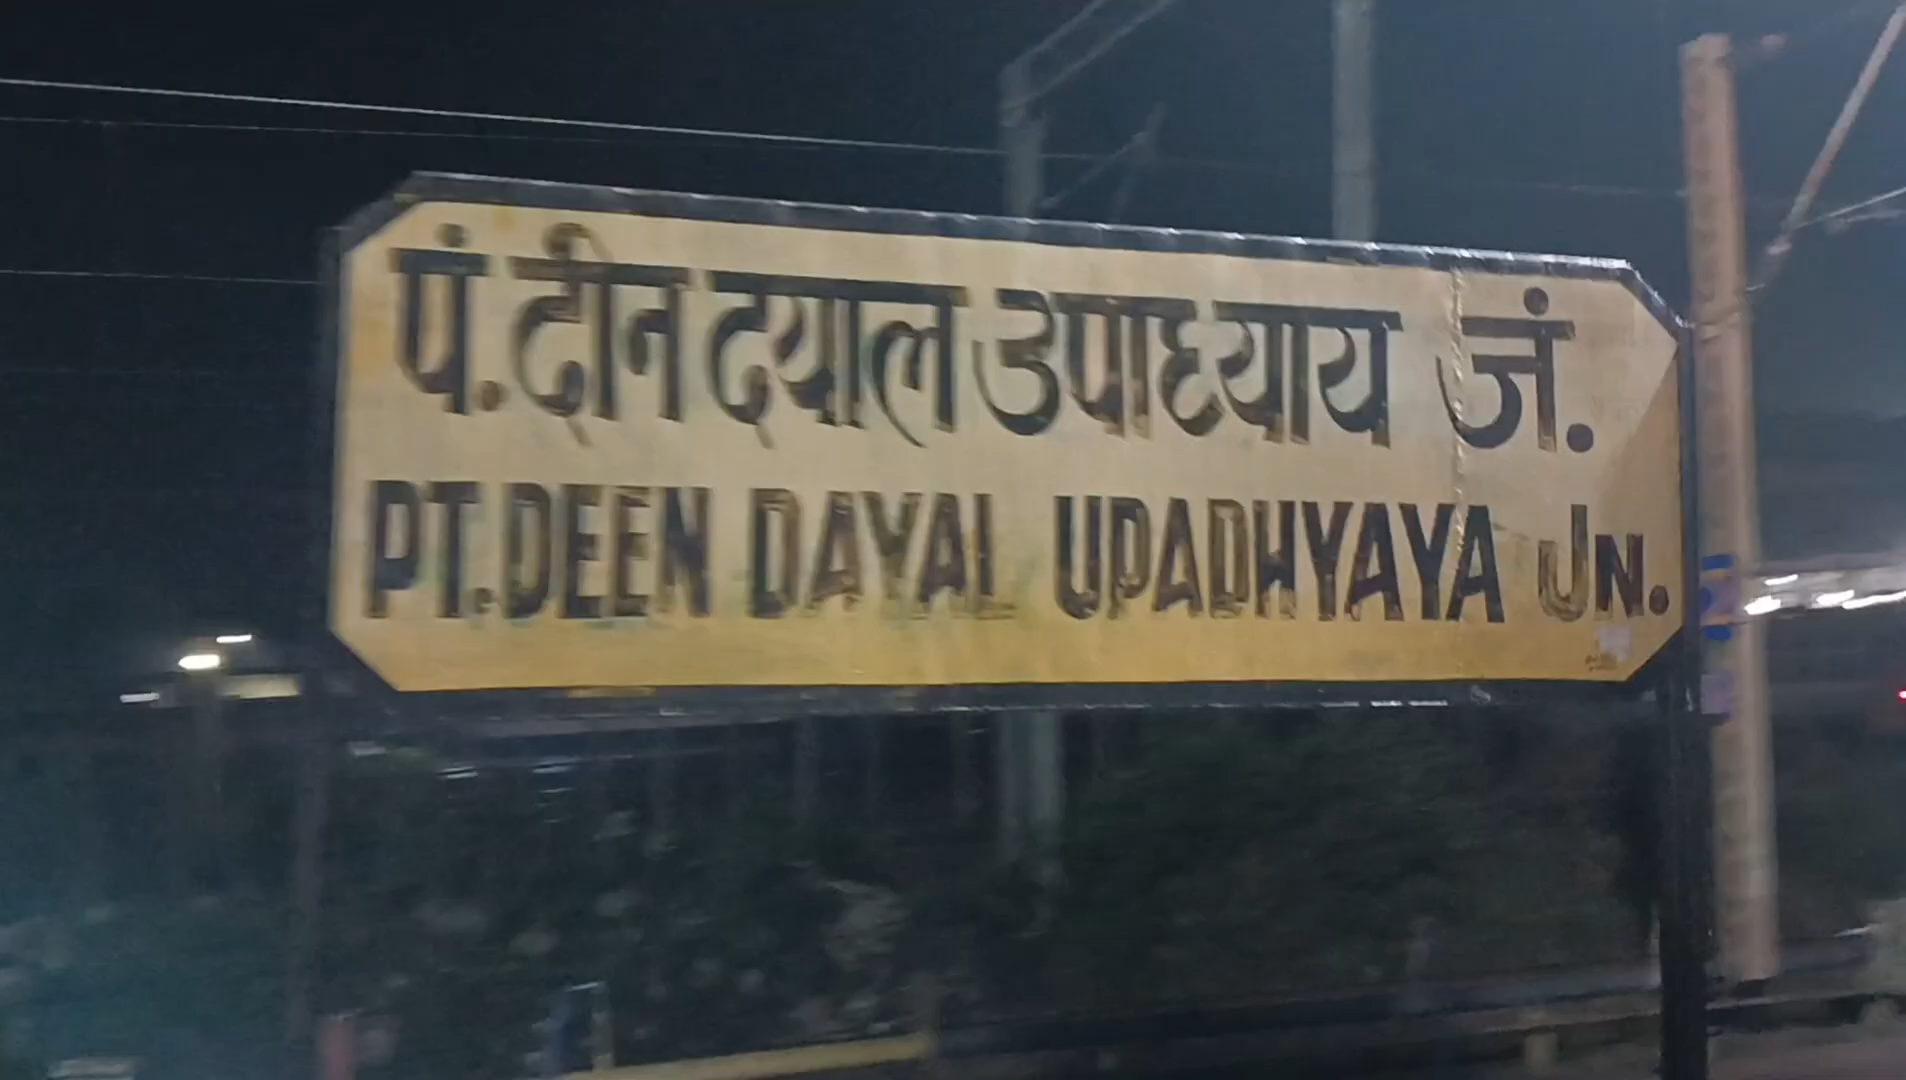 पं.दीन दयाल उपाध्याय जं.
PT.DEEN DAYAL UPADHYAYA JN.